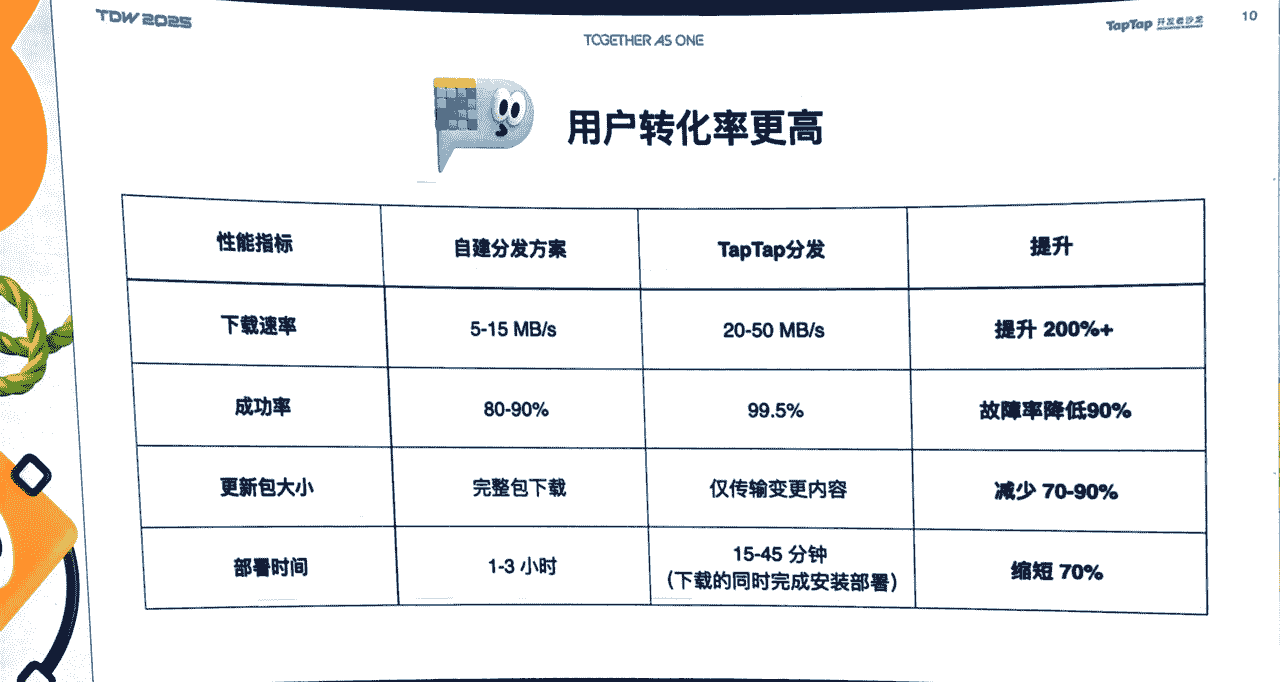 TDW 2025
TOGETHER AS ONE
TapTap 开发者沙龙
10
用户转化率更高
性能指标
自建分发方案
TapTap分发
提升
下载速率
5-15 MB/s
20-50 MB/s
提升 200%+
成功率
80-90%
99.5%
故障率降低90%
更新包大小
完整包下载
仅传输变更内容
减少 70-90%
部署时间
1-3 小时
15-45 分钟
(下载的同时完成安装部署)
缩短 70%